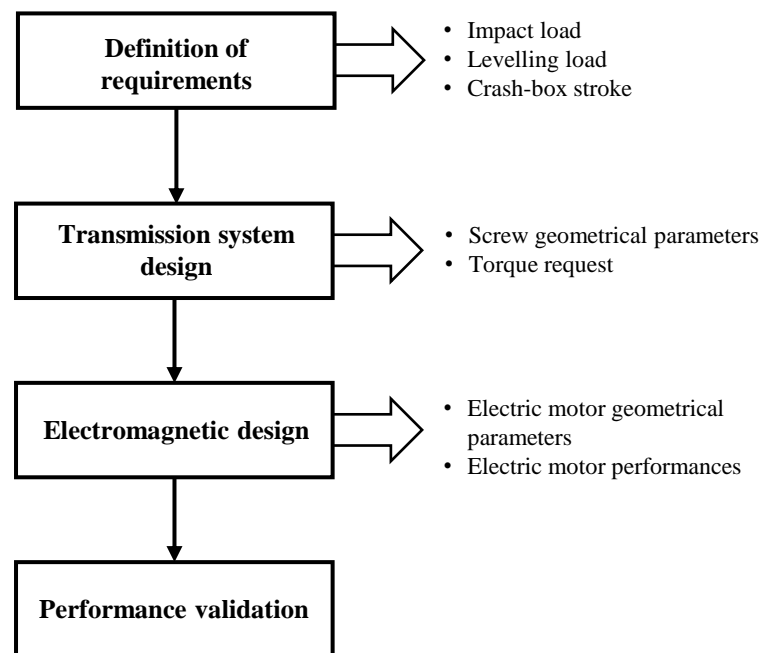 Definition of
requirements
• Impact load
• Levelling load
• Crash-box stroke
Transmission system
design
• Screw geometrical parameters
• Torque request
Electromagnetic design
• Electric motor geometrical
parameters
• Electric motor performances
Performance validation